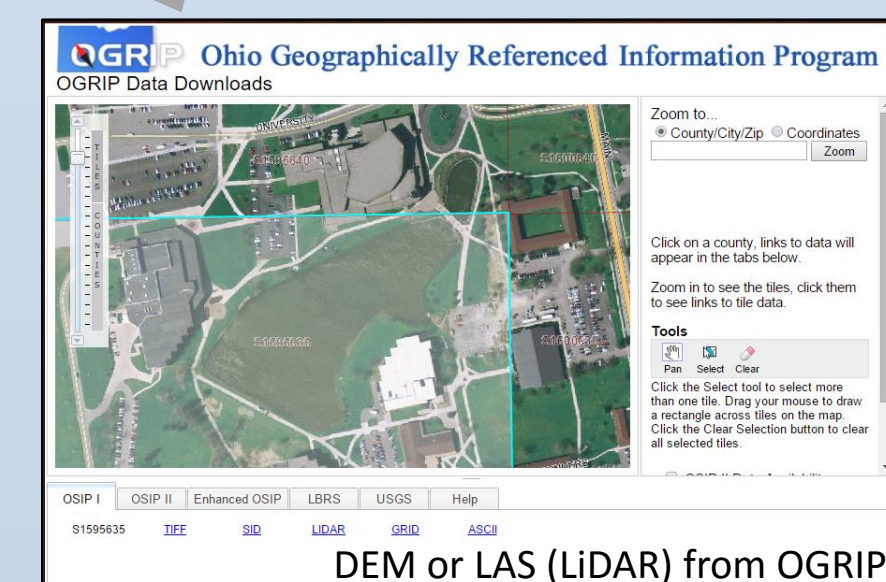 OGRIP Ohio Geographically Referenced Information Program
OGRIP Data Downloads
TILES
COUNTIES
UNIVERSITY
S1595640
S1600640
MAIN
S1595635
S1600635
Zoom to...
County/City/Zip Coordinates
Zoom
Click on a county, links to data will
appear in the tabs below.
Zoom in to see the tiles, click them
to see links to tile data.
Tools
Pan Select Clear
Click the Select tool to select more
than one tile. Drag your mouse to draw
a rectangle across tiles on the map.
Click the Clear Selection button to clear
all selected tiles.
OSIP I OSIP II Enhanced OSIP LBRS USGS Help
S1595635 TIFF SID LIDAR GRID ASCII
DEM or LAS (LiDAR) from OGRIP